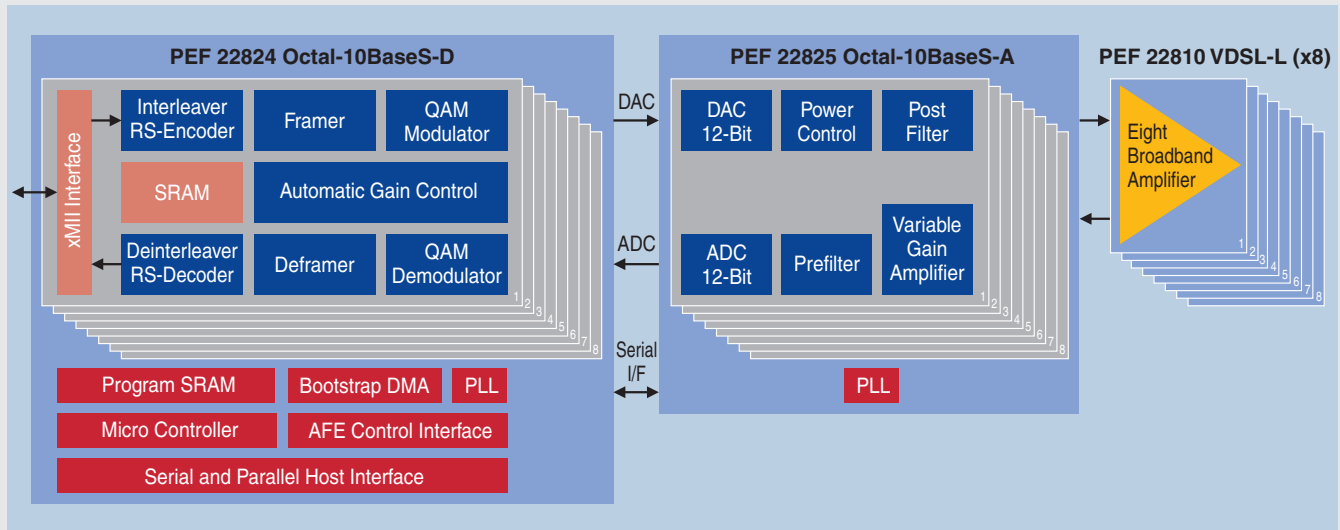 PEF 22824 Octal-10BaseS-D
xMII Interface
Interleaver
RS-Encoder
Framer
QAM
Modulator
SRAM
Automatic Gain Control
Deinterleaver
RS-Decoder
Deframer
QAM
Demodulator
1
2
3
4
5
6
7
8
Program SRAM
Bootstrap DMA
PLL
Micro Controller
AFE Control Interface
Serial and Parallel Host Interface
DAC
ADC
Serial
I/F
PEF 22825 Octal-10BaseS-A
DAC
12-Bit
Power
Control
Post
Filter
ADC
12-Bit
Prefilter
Variable
Gain
Amplifier
1
2
3
4
5
6
7
8
PLL
PEF 22810 VDSL-L (x8)
Eight
Broadband
Amplifier
1
2
3
4
5
6
7
8